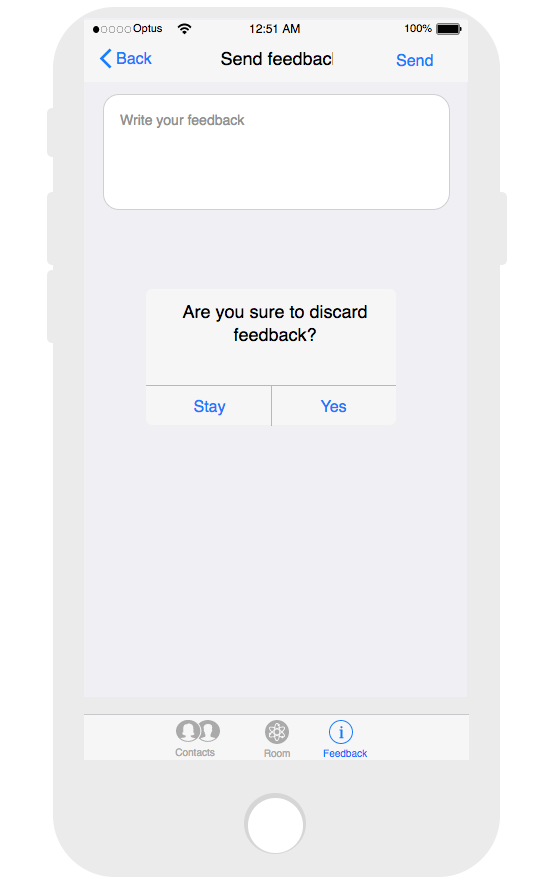 Optus 12:51 AM 100%
Back Send feedbac Send
Write your feedback
Are you sure to discard
feedback?
Stay Yes
Contacts Room Feedback